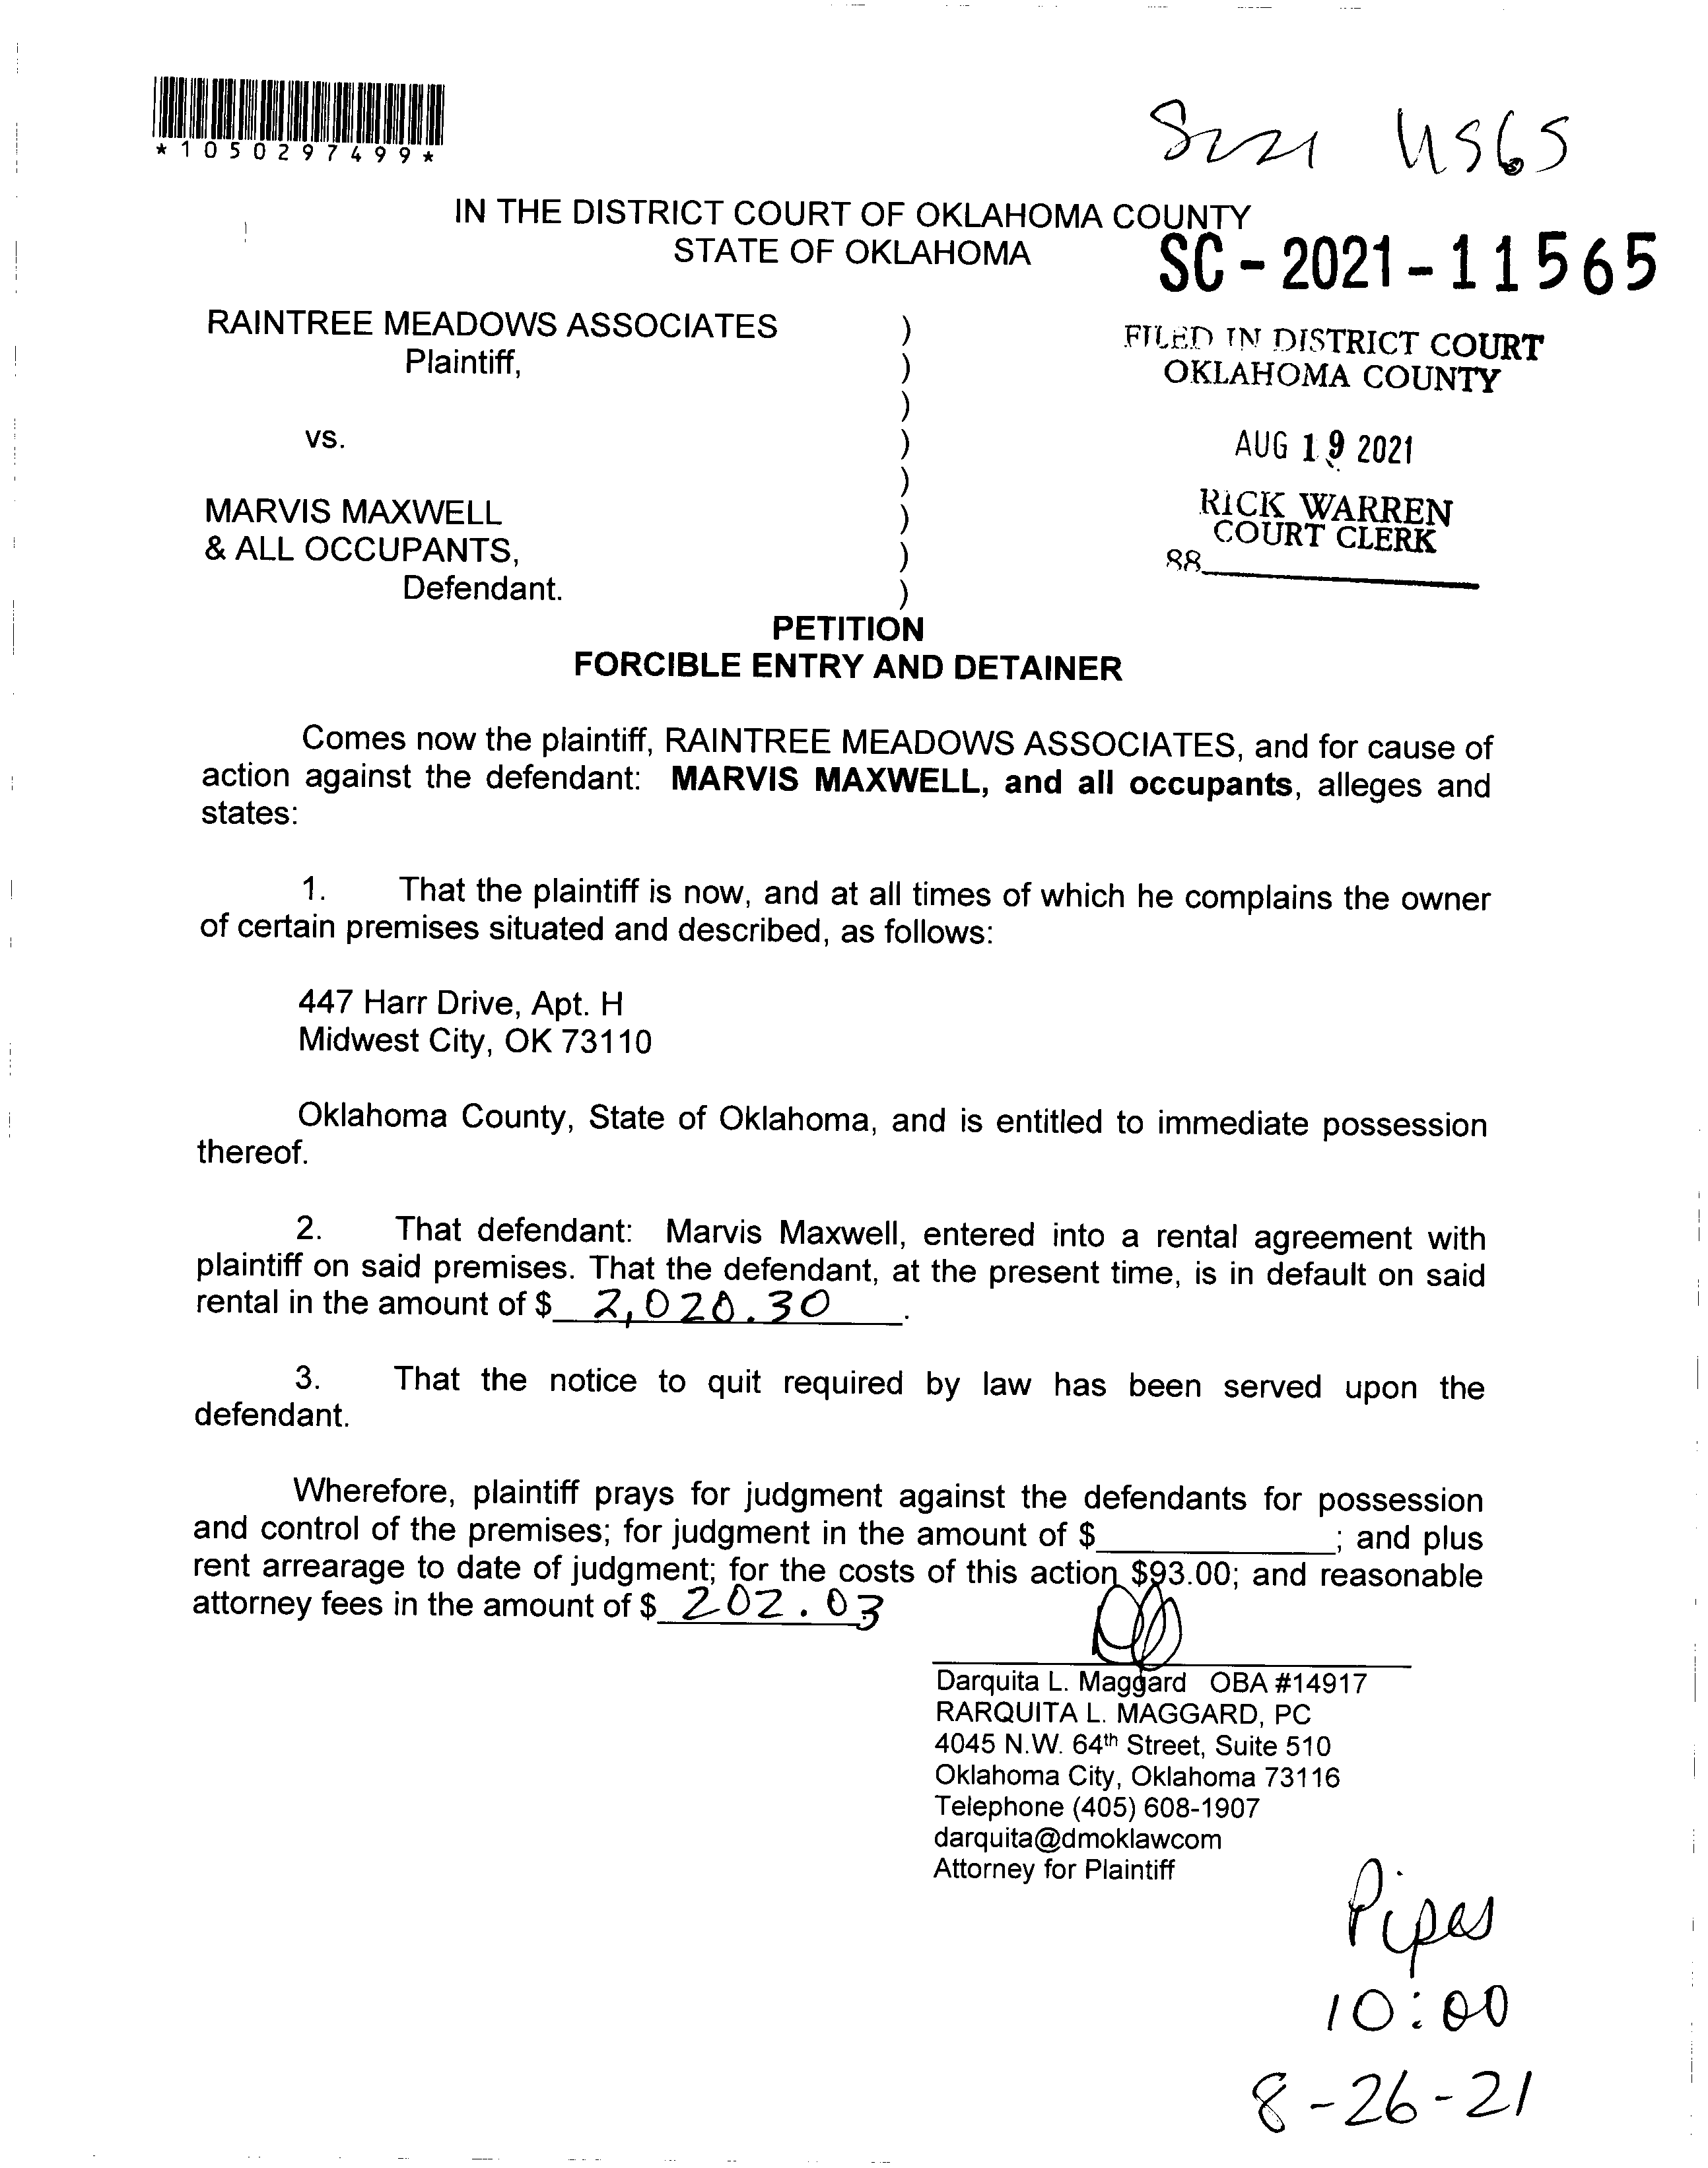 *1050297499*
IN THE DISTRICT COURT OF OKLAHOMA COUNTY
STATE OF OKLAHOMA
SC-2021-11565
RAINTREE MEADOWS ASSOCIATES )
Plaintiff, )
)
vs. )
)
MARVIS MAXWELL )
& ALL OCCUPANTS, )
Defendant. )
FILED IN DISTRICT COURT
OKLAHOMA COUNTY
AUG 19 2021
RICK WARREN
COURT CLERK
88
PETITION
FORCIBLE ENTRY AND DETAINER
Comes now the plaintiff, RAINTREE MEADOWS ASSOCIATES, and for cause of
action against the defendant: MARVIS MAXWELL, and all occupants, alleges and
states:
1. That the plaintiff is now, and at all times of which he complains the owner
of certain premises situated and described, as follows:
447 Harr Drive, Apt. H
Midwest City, OK 73110
Oklahoma County, State of Oklahoma, and is entitled to immediate possession
thereof.
2. That defendant: Marvis Maxwell, entered into a rental agreement with
plaintiff on said premises. That the defendant, at the present time, is in default on said
rental in the amount of $ 2,020.30.
3. That the notice to quit required by law has been served upon the
defendant.
Wherefore, plaintiff prays for judgment against the defendants for possession
and control of the premises; for judgment in the amount of $____________; and plus
rent arrearage to date of judgment; for the costs of this action $93.00; and reasonable
attorney fees in the amount of $ 202.03
Darquita L. Maggard OBA #14917
RARQUITA L. MAGGARD, PC
4045 N.W. 64th Street, Suite 510
Oklahoma City, Oklahoma 73116
Telephone (405) 608-1907
darquita@dmoklawcom
Attorney for Plaintiff
Pipes
10:00
8-26-21